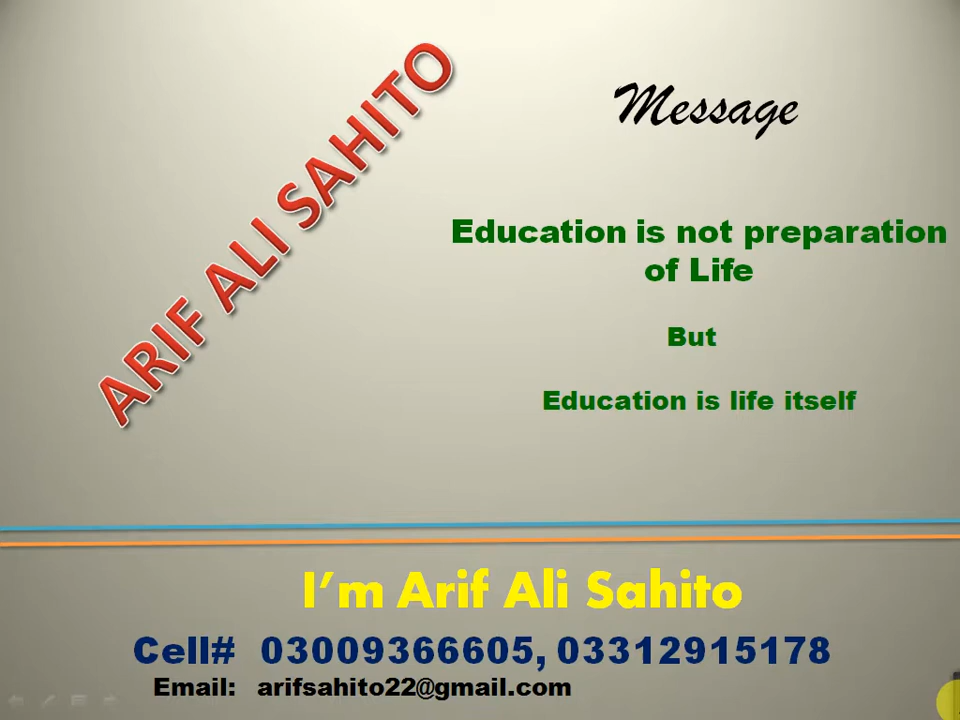 ARIF ALI SAHITO
Message
Education is not preparation
of Life
But
Education is life itself
I’m Arif Ali Sahito
Cell# 03009366605, 03312915178
Email: arifsahito22@gmail.com